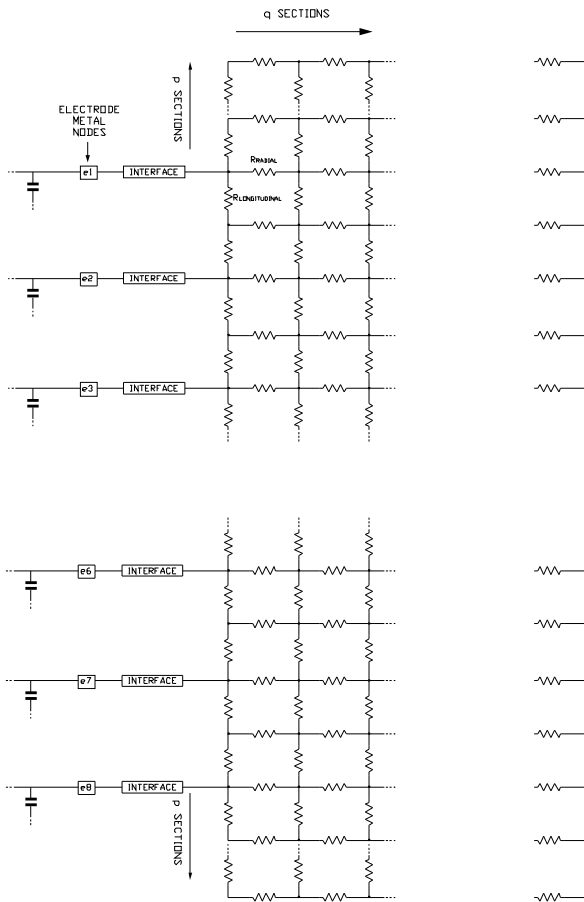 q SECTIONS
p SECTIONS
ELECTRODE
METAL
NODES
RRADIAL
e1
INTERFACE
RLONGITUDINAL
e2
INTERFACE
e3
INTERFACE
e6
INTERFACE
e7
INTERFACE
e8
INTERFACE
p SECTIONS